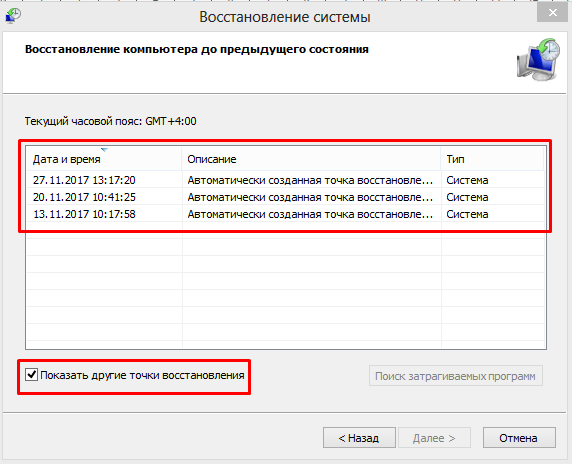 Восстановление системы
Восстановление компьютера до предыдущего состояния
Текущий часовой пояс: GMT+4:00
Дата и время Описание Тип
27.11.2017 13:17:20 Автоматически созданная точка восстановле... Система
20.11.2017 10:41:25 Автоматически созданная точка восстановле... Система
13.11.2017 10:17:58 Автоматически созданная точка восстановле... Система
Показать другие точки восстановления Поиск затрагиваемых программ
< Назад Далее > Отмена